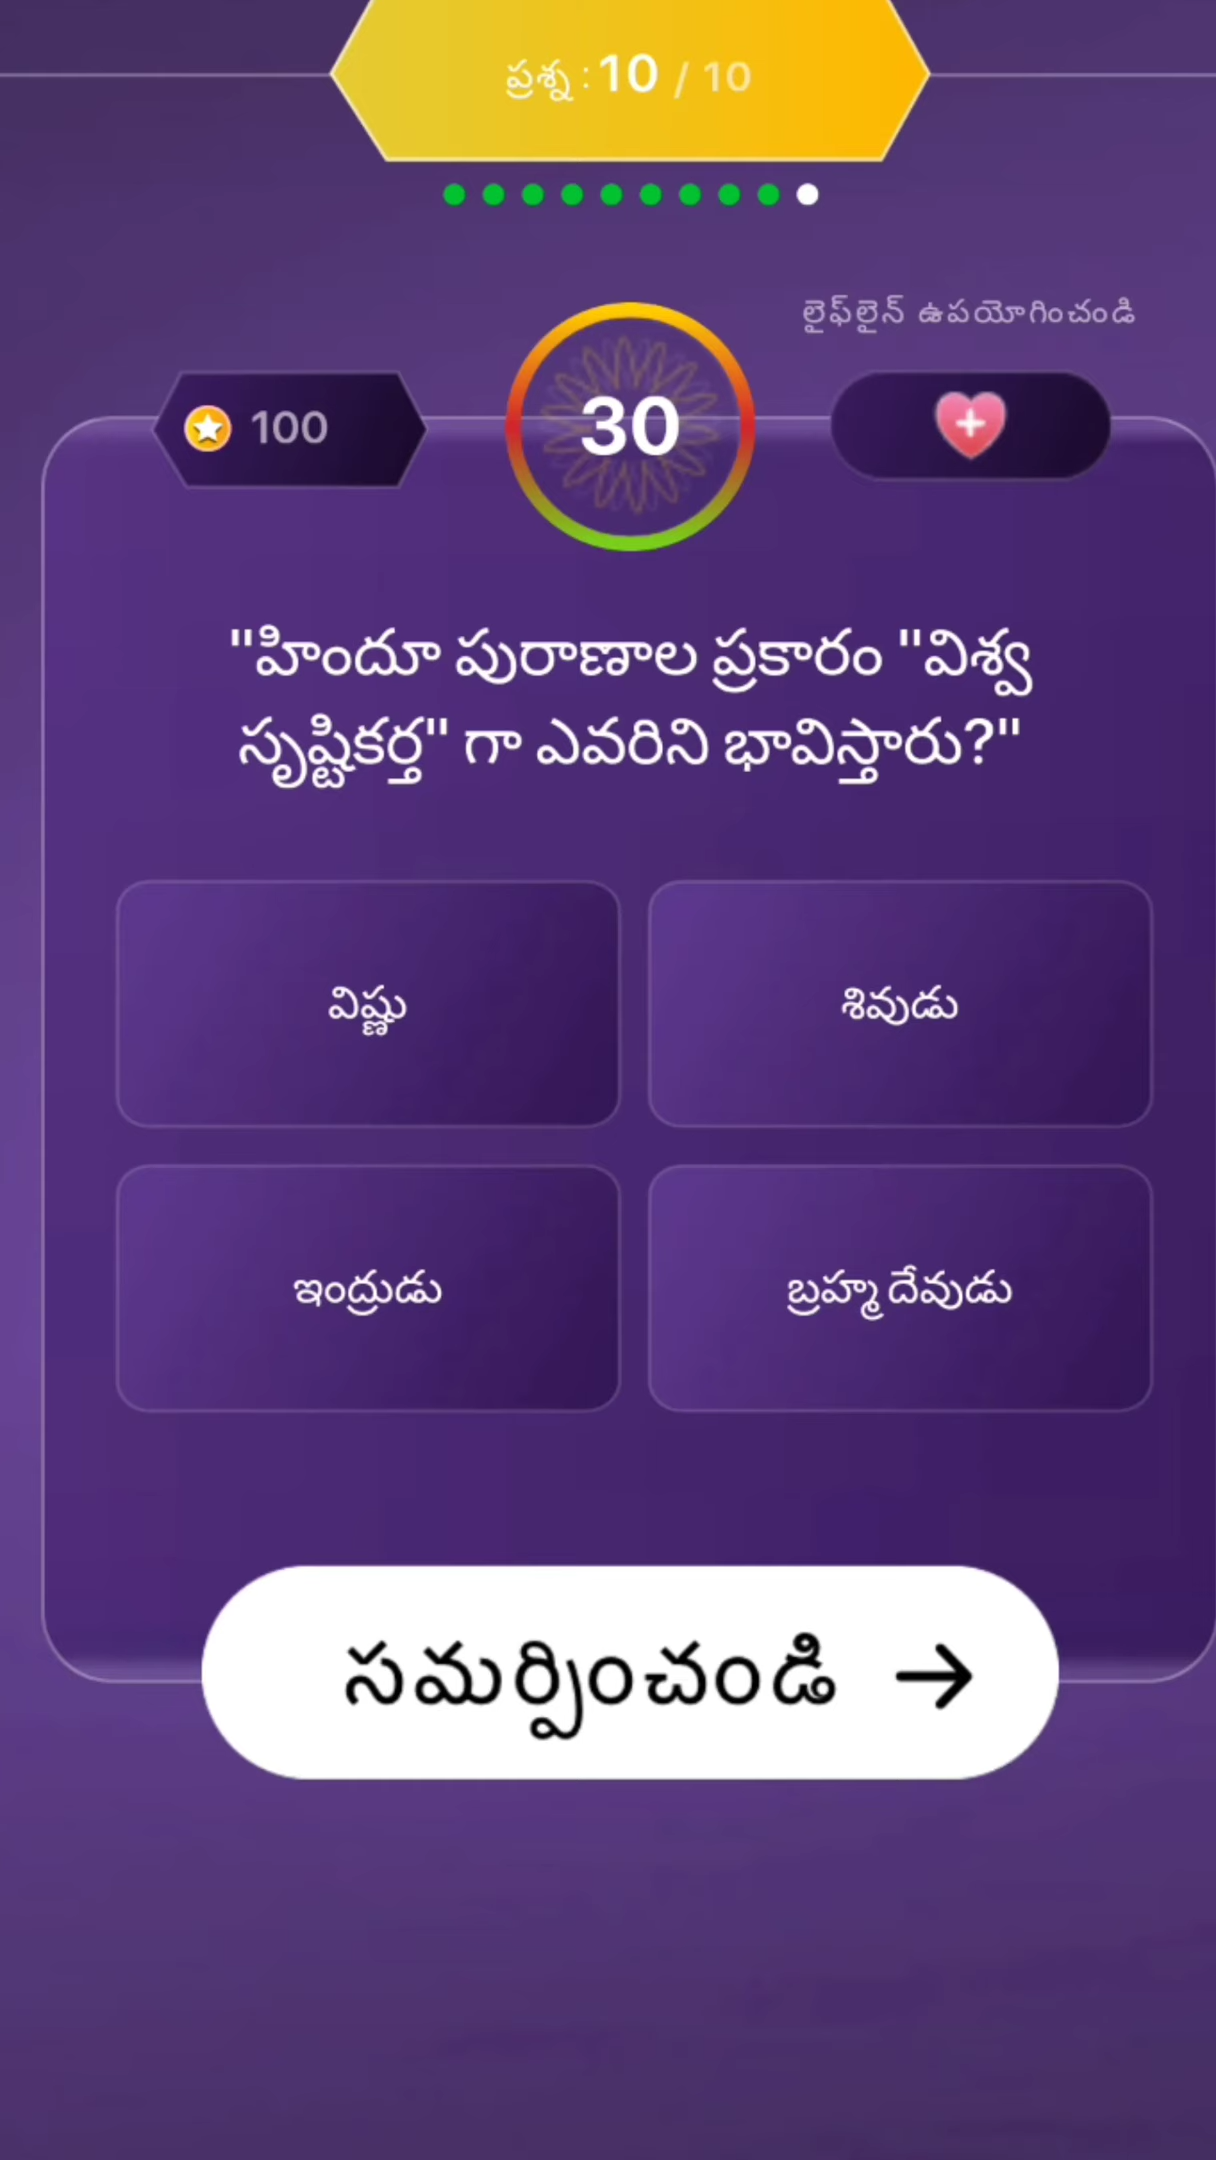 ప్రశ్న : 10 / 10
లైఫ్‌లైన్ ఉపయోగించండి
100
30
"హిందూ పురాణాల ప్రకారం "విశ్వ
సృష్టికర్త" గా ఎవరిని భావిస్తారు?"
విష్ణు
శివుడు
ఇంద్రుడు
బ్రహ్మ దేవుడు
సమర్పించండి →